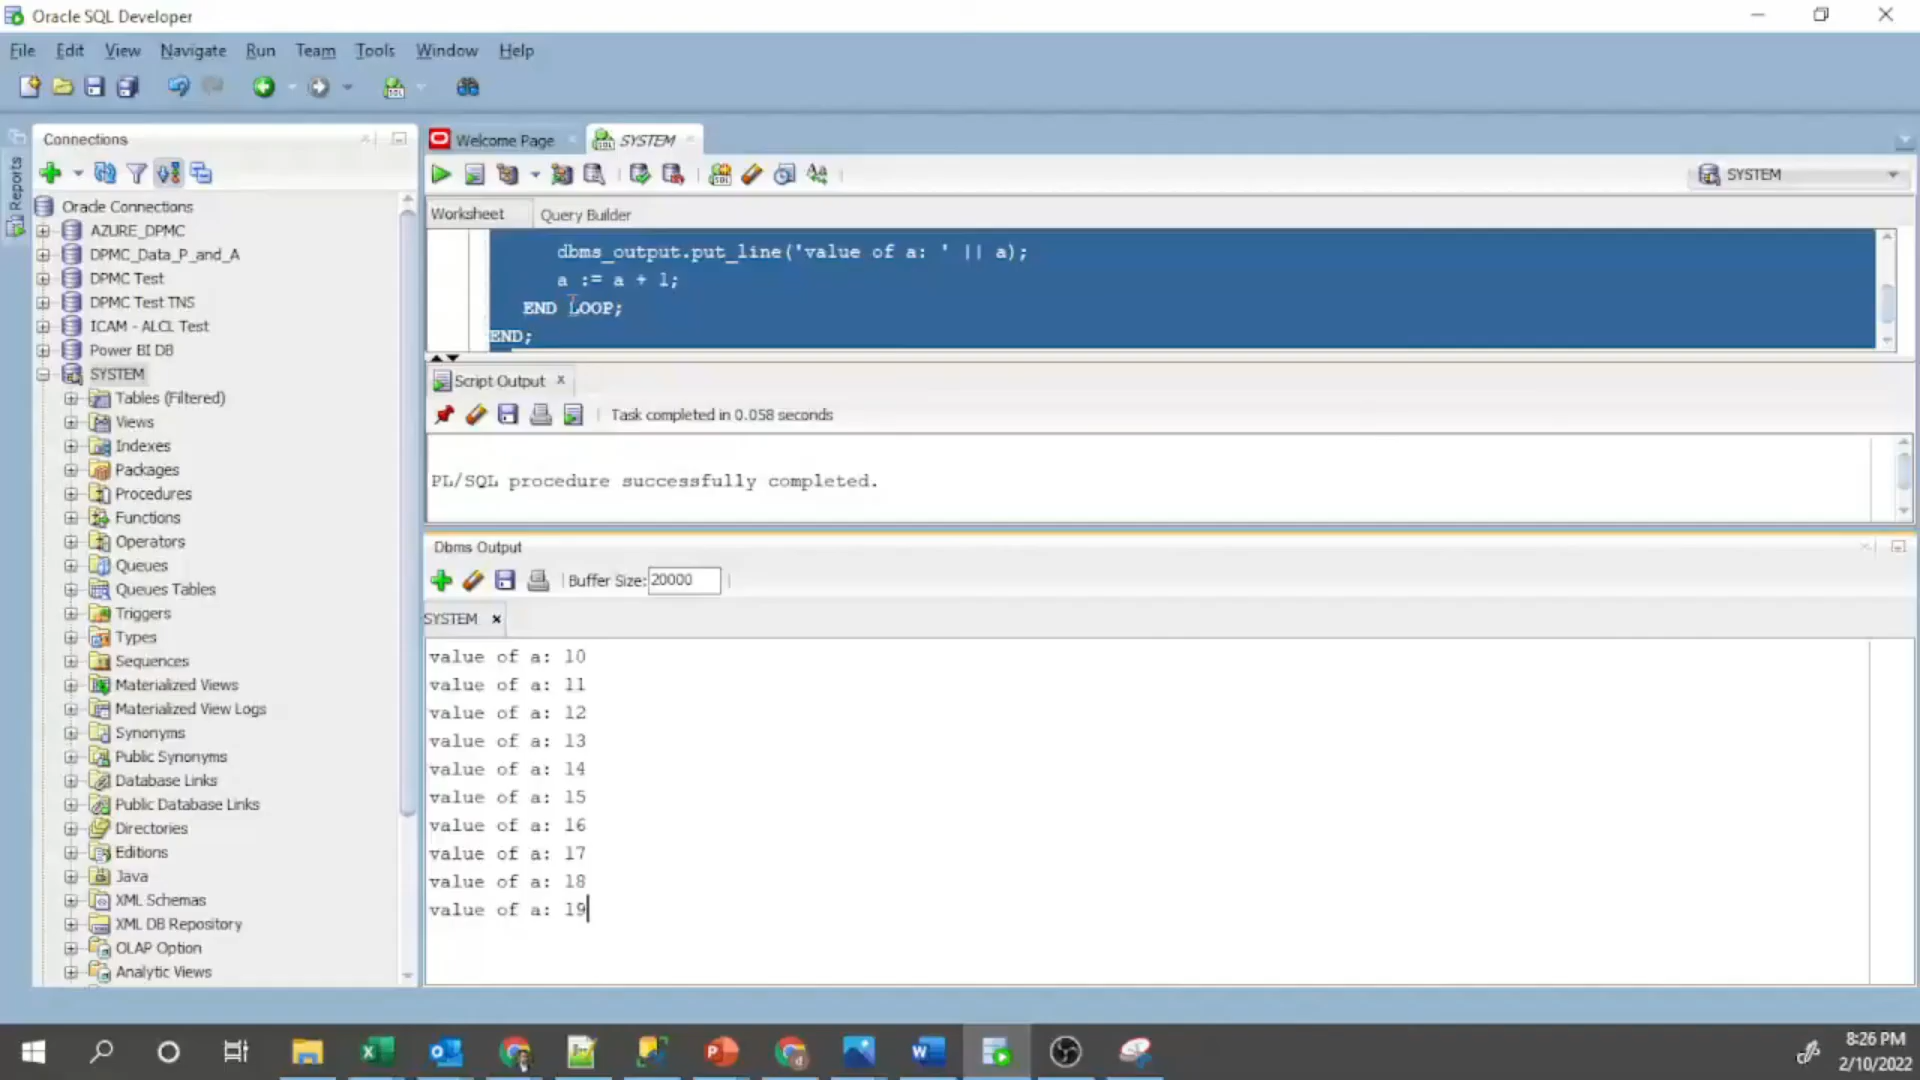 Oracle SQL Developer
File Edit View Navigate Run Team Tools Window Help
Reports
Connections
Oracle Connections
AZURE_DPMC
DPMC_Data_P_and_A
DPMC Test
DPMC Test TNS
ICAM - ALCL Test
Power BI DB
SYSTEM
Tables (Filtered)
Views
Indexes
Packages
Procedures
Functions
Operators
Queues
Queues Tables
Triggers
Types
Sequences
Materialized Views
Materialized View Logs
Synonyms
Public Synonyms
Database Links
Public Database Links
Directories
Editions
Java
XML Schemas
XML DB Repository
OLAP Option
Analytic Views
Welcome Page SYSTEM
SYSTEM
Worksheet Query Builder
dbms_output.put_line('value of a: ' || a);
a := a + 1;
END LOOP;
END;
Script Output x
Task completed in 0.058 seconds
PL/SQL procedure successfully completed.
Dbms Output
Buffer Size: 20000
SYSTEM x
value of a: 10
value of a: 11
value of a: 12
value of a: 13
value of a: 14
value of a: 15
value of a: 16
value of a: 17
value of a: 18
value of a: 19
8:26 PM
2/10/2022